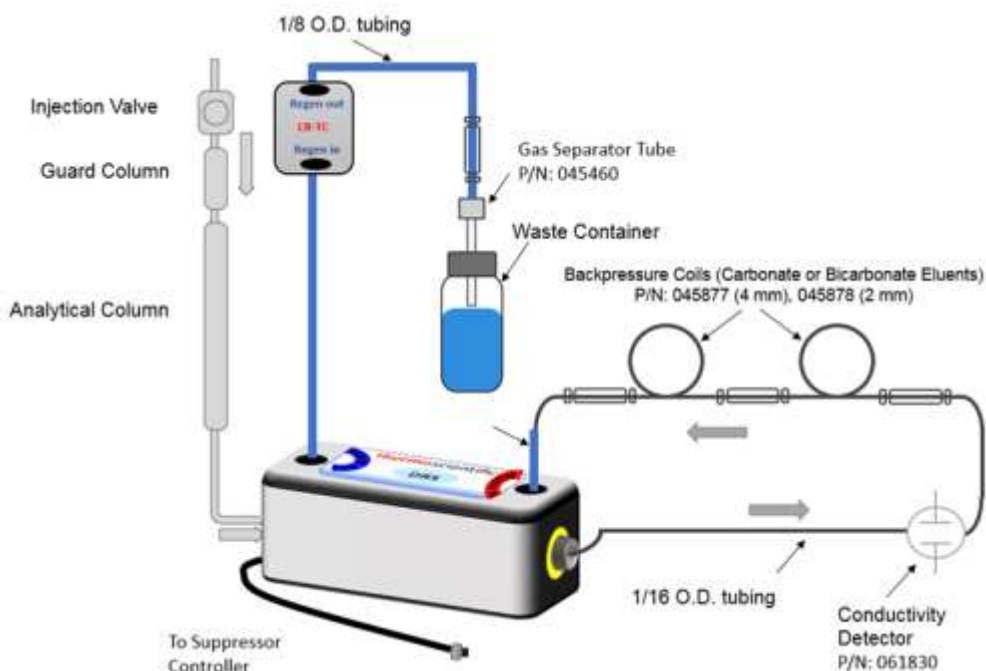 1/8 O.D. tubing
Injection Valve
Guard Column
Analytical Column
Regen out
CR-TC
Regen in
Gas Separator Tube
P/N: 045460
Waste Container
Backpressure Coils (Carbonate or Bicarbonate Eluents)
P/N: 045877 (4 mm), 045878 (2 mm)
1/16 O.D. tubing
Conductivity
Detector
P/N: 061830
To Suppressor
Controller